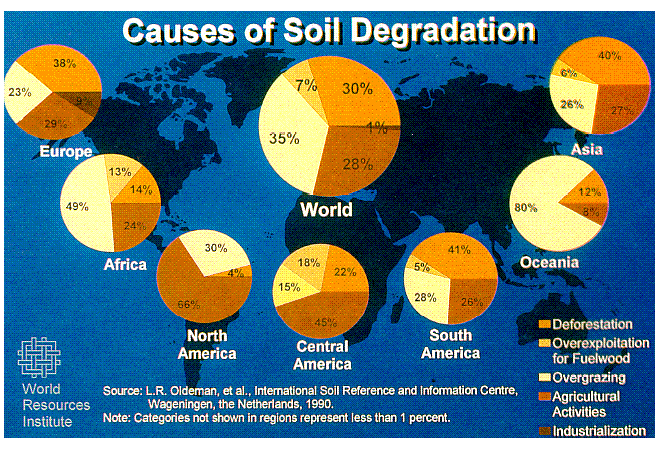 Causes of Soil Degradation
38%
9%
29%
23%
Europe
30%
1%
28%
35%
7%
World
40%
27%
26%
6%
Asia
13%
14%
24%
49%
Africa
30%
4%
66%
North
America
18%
22%
45%
15%
Central
America
41%
26%
28%
5%
South
America
12%
8%
80%
Oceania
Deforestation
Overexploitation
for Fuelwood
Overgrazing
Agricultural
Activities
Industrialization
World
Resources
Institute
Source: L.R. Oldeman, et al., International Soil Reference and Information Centre,
Wageningen, the Netherlands, 1990.
Note: Categories not shown in regions represent less than 1 percent.